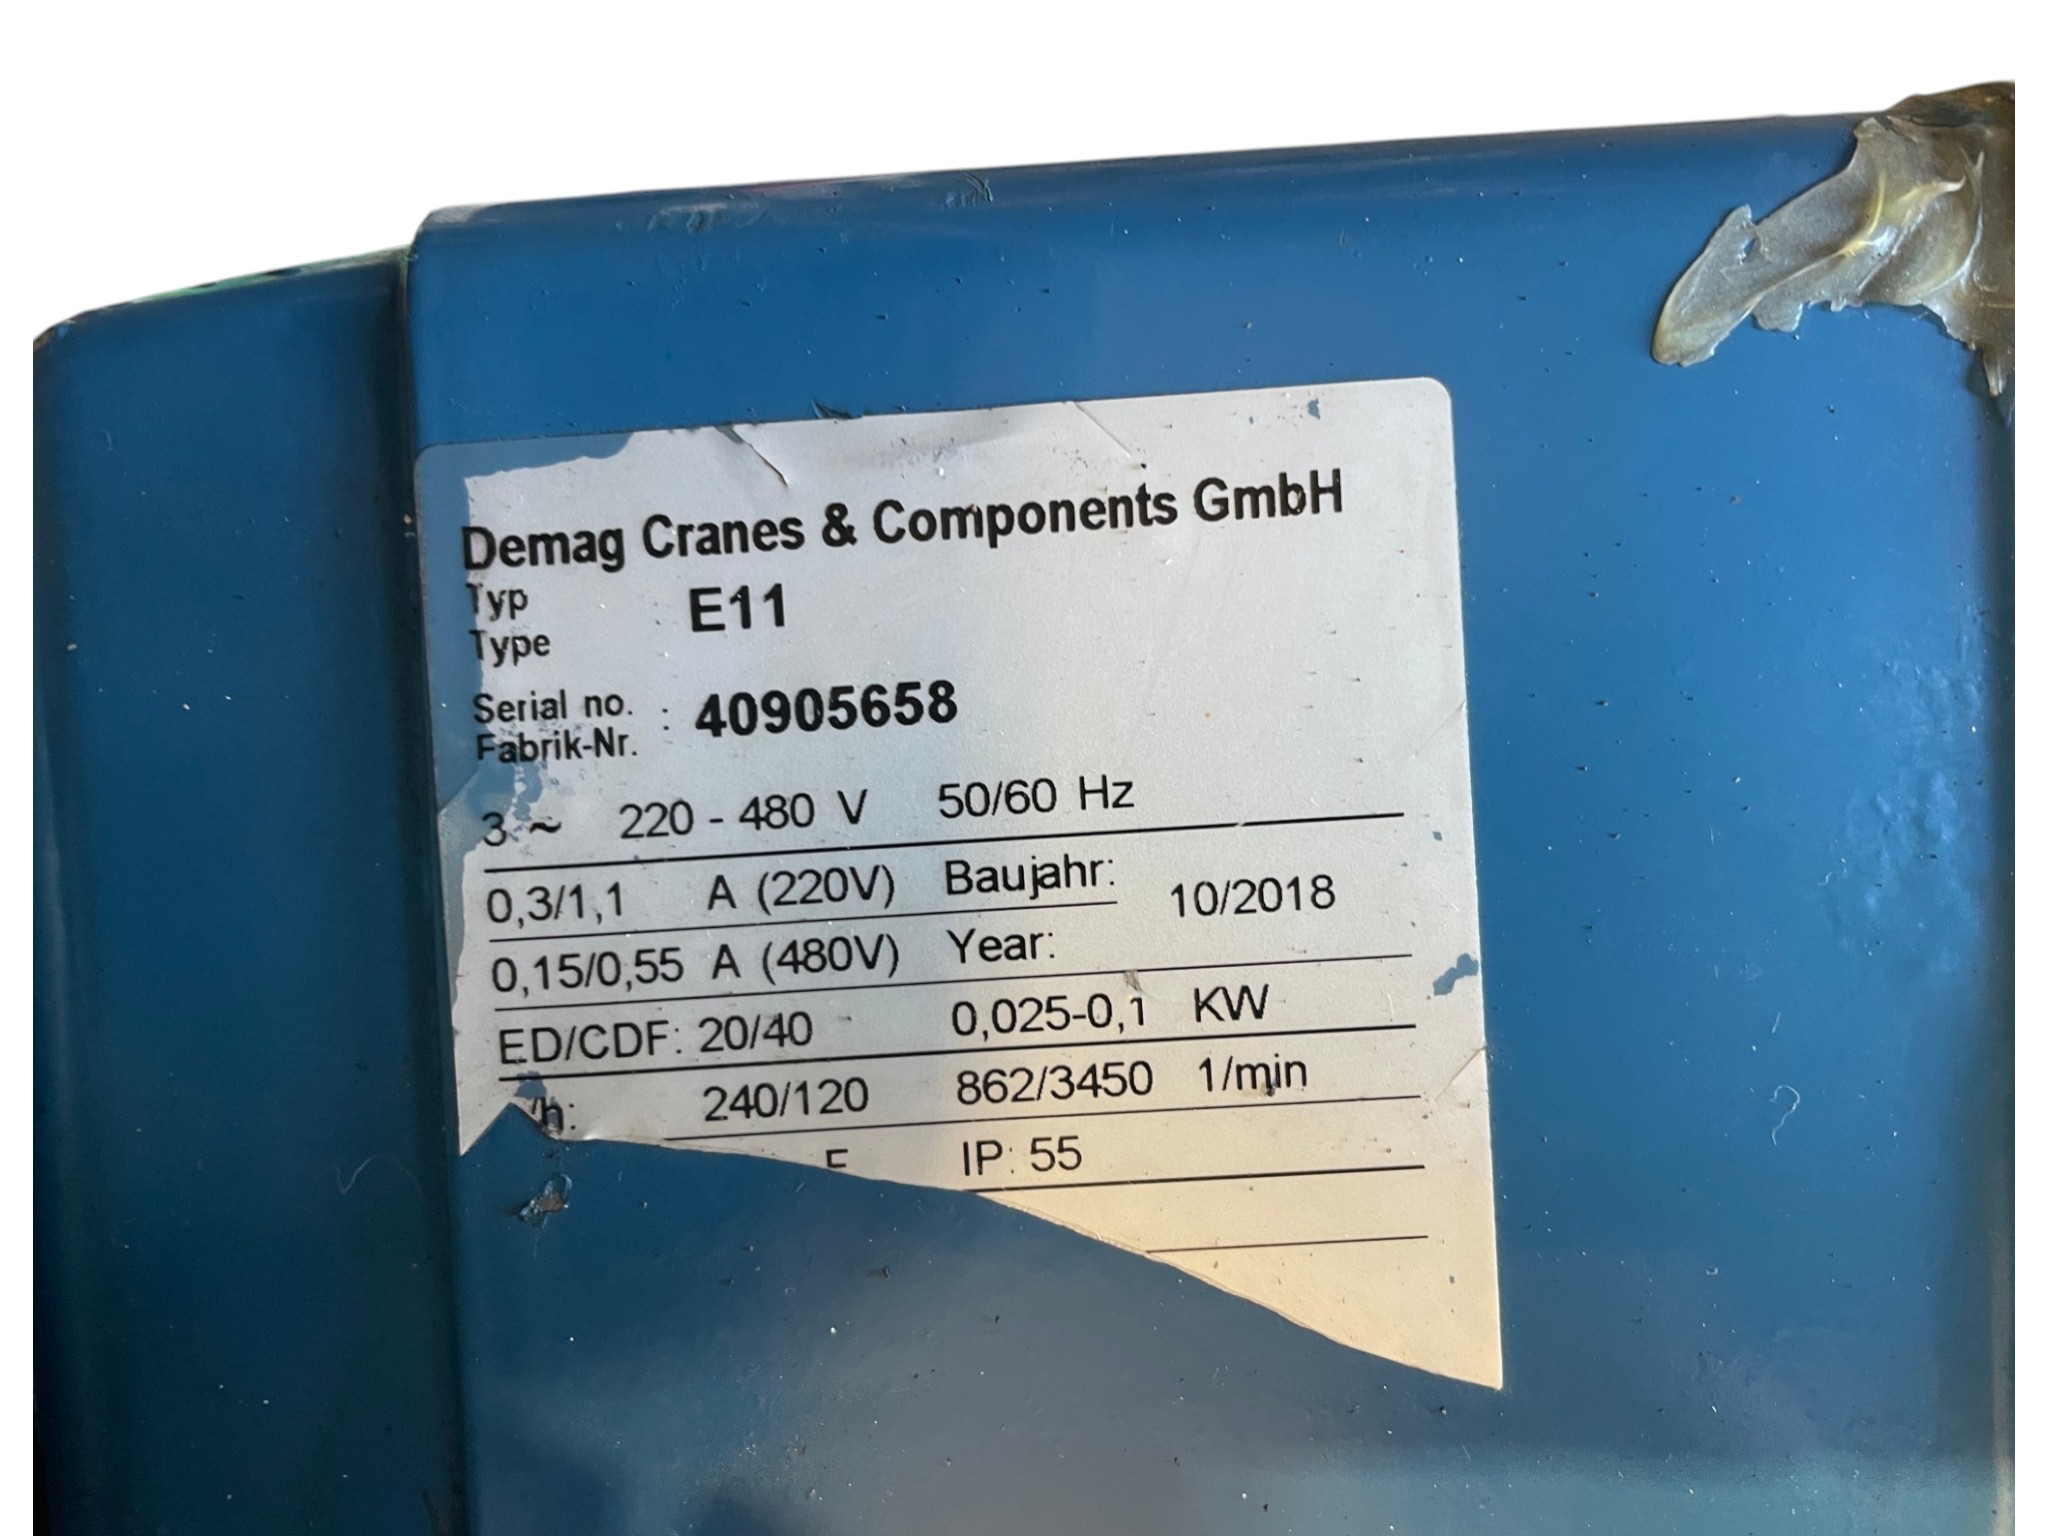 Demag Cranes & Components GmbH
Typ
Type : E11
Serial no. : 40905658
Fabrik-Nr.
3 ~ 220 - 480 V 50/60 Hz
0,3/1,1 A (220V) Baujahr: 10/2018
0,15/0,55 A (480V) Year:
ED/CDF: 20/40 0,025-0,1 KW
/h: 240/120 862/3450 1/min
IP: 55